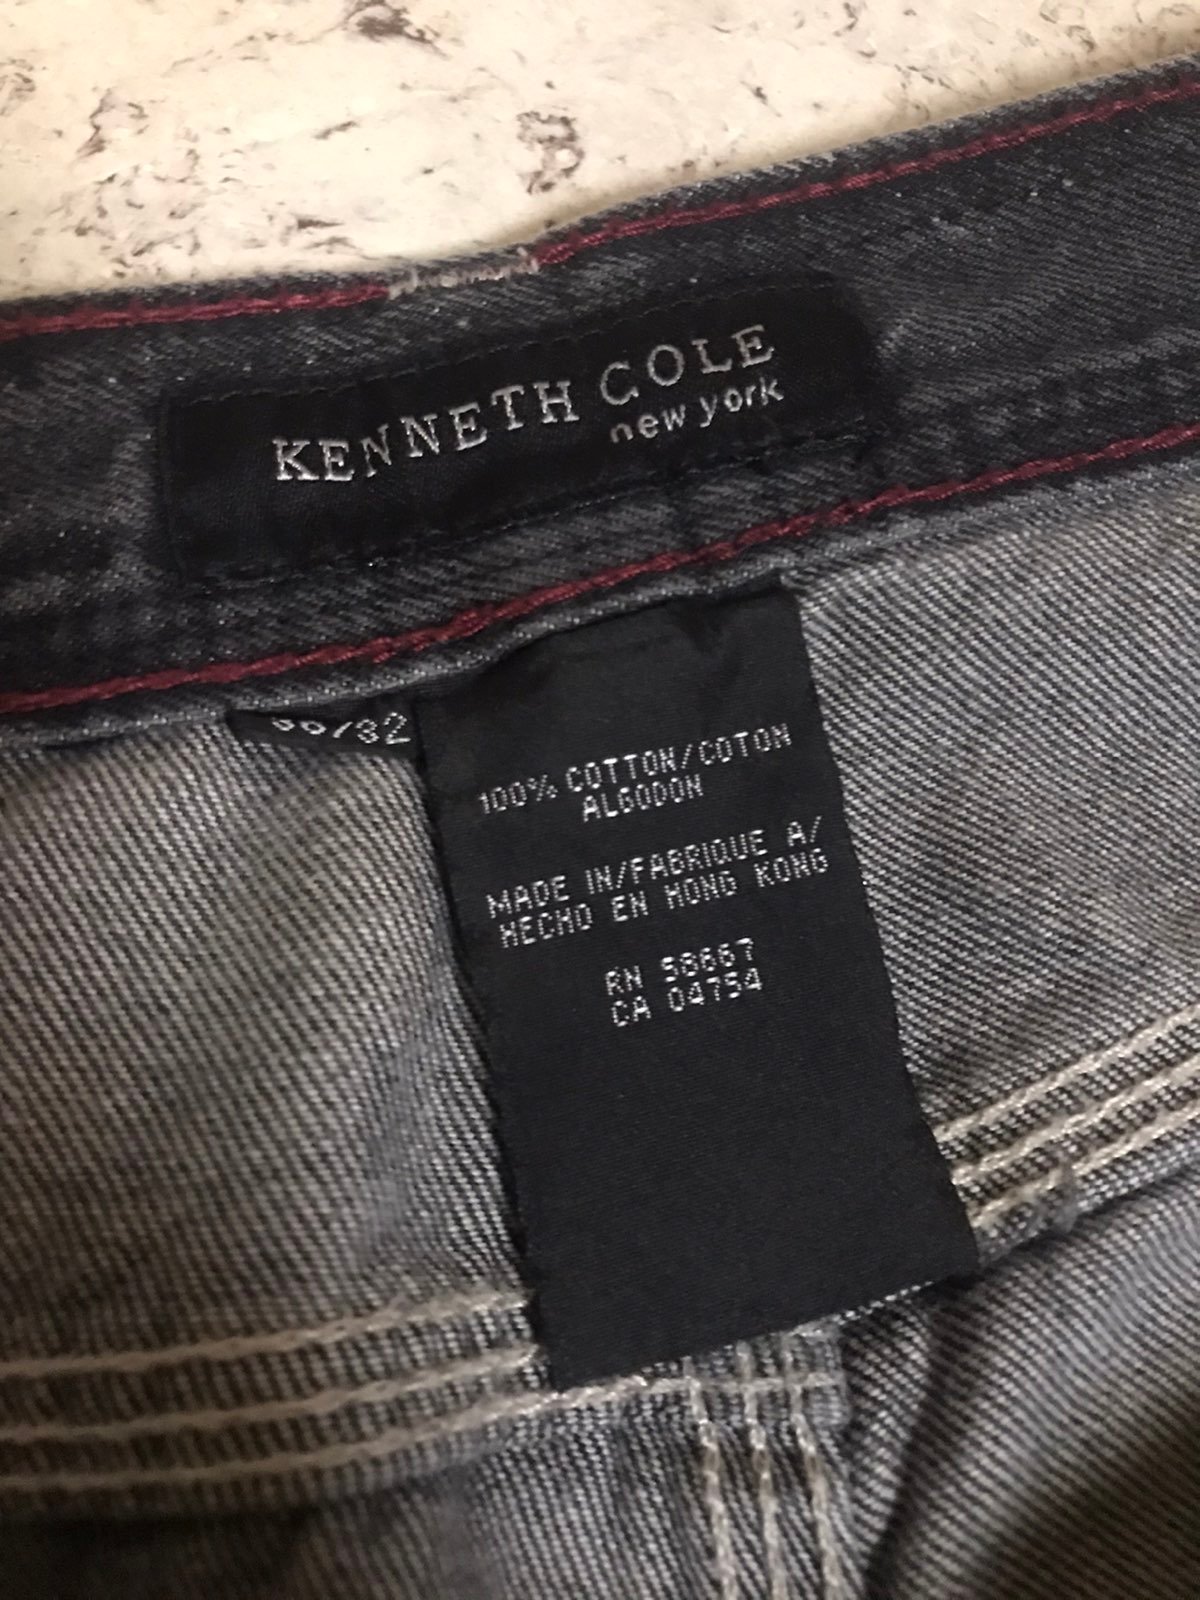 KENNETH COLE
new york
100% COTTON/COTON
ALGODON
MADE IN/FABRIQUE A/
HECHO EN HONG KONG
RN 58667
CA 04754